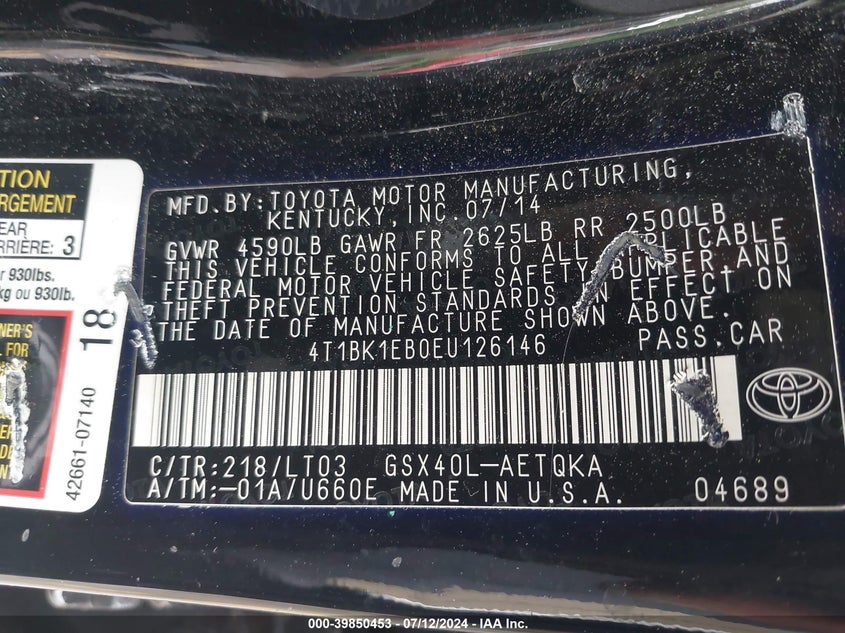 TION
RGEMENT
EAR
RRIÈRE: 3
r 930lbs.
kg ou 930lb.
NER'S
L FOR
18
42661-07140
MFD. BY: TOYOTA MOTOR MANUFACTURING,
KENTUCKY, INC. 07/14
GVWR 4590LB GAWR FR 2625LB RR 2500LB
THIS VEHICLE CONFORMS TO ALL APPLICABLE
FEDERAL MOTOR VEHICLE SAFETY, BUMPER, AND
THEFT PREVENTION STANDARDS IN EFFECT ON
THE DATE OF MANUFACTURE SHOWN ABOVE.
4T1BK1EB0EU126146 PASS. CAR
C/TR: 218/LT03 GSX40L-AETQKA
A/TM: -01A/U660E MADE IN U.S.A. 04689
000-39850453 - 07/12/2024 - IAA Inc.